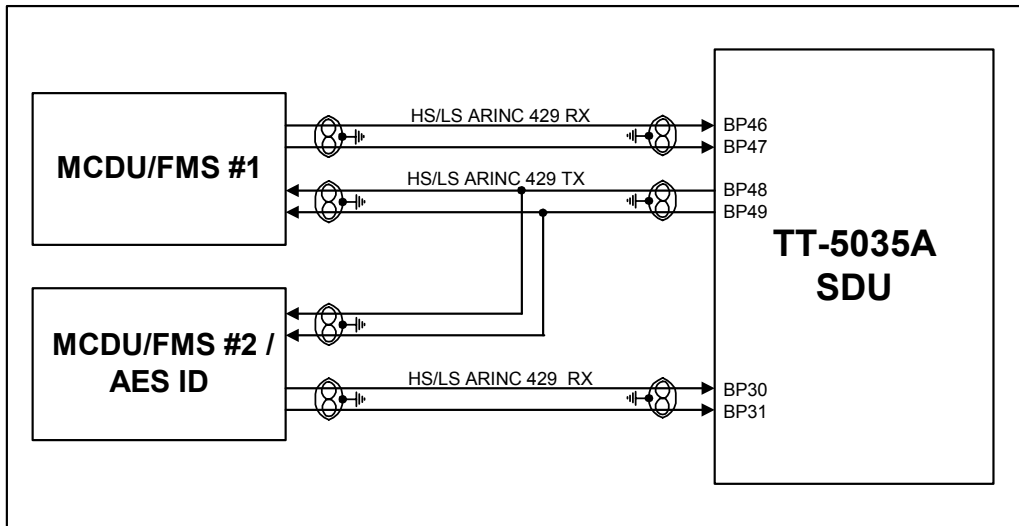 HS/LS ARINC 429 RX
BP46
BP47
MCDU/FMS #1
HS/LS ARINC 429 TX
BP48
BP49
TT-5035A
SDU
MCDU/FMS #2 /
AES ID
HS/LS ARINC 429 RX
BP30
BP31